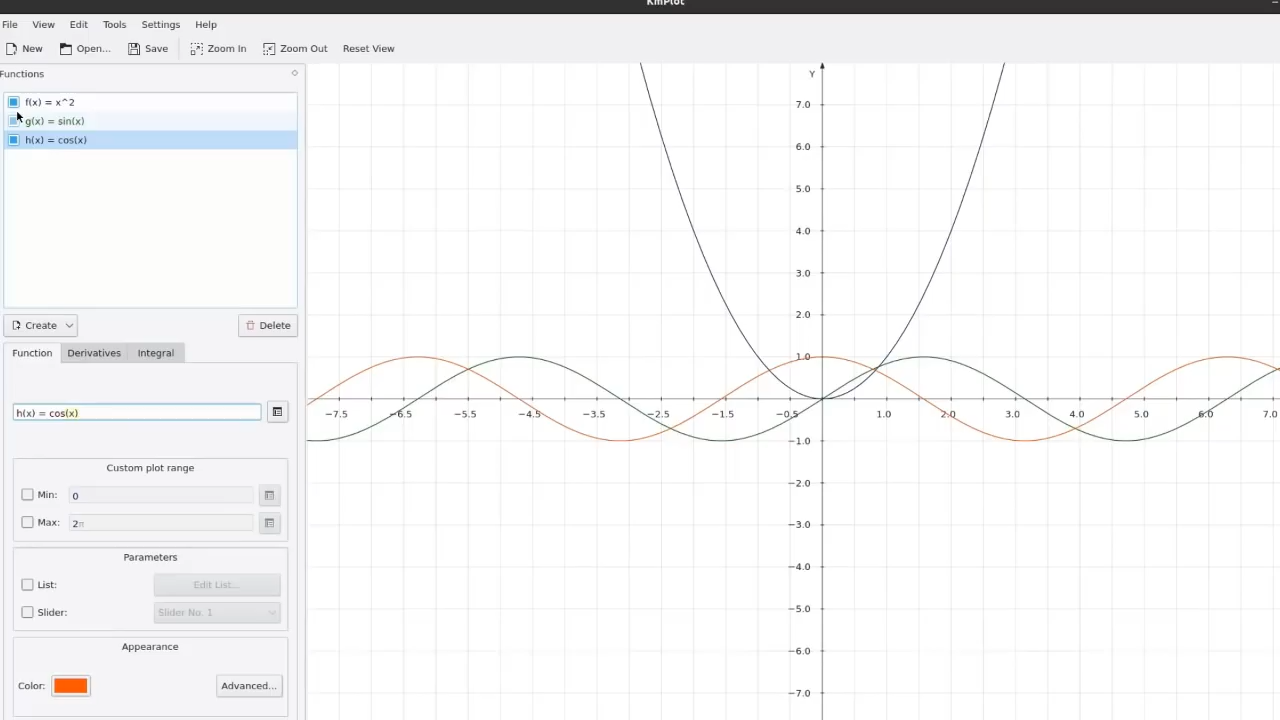 KmPlot
File View Edit Tools Settings Help
New Open... Save Zoom In Zoom Out Reset View
Functions
f(x) = x^2
g(x) = sin(x)
h(x) = cos(x)
Create Delete
Function Derivatives Integral
h(x) = cos(x)
Custom plot range
Min: 0
Max: 2π
Parameters
List: Edit List...
Slider: Slider No. 1
Appearance
Color: Advanced...
Y
7.0
6.0
5.0
4.0
3.0
2.0
1.0
−7.5 −6.5 −5.5 −4.5 −3.5 −2.5 −1.5 −0.5 1.0 2.0 3.0 4.0 5.0 6.0 7.0
−1.0
−2.0
−3.0
−4.0
−5.0
−6.0
−7.0